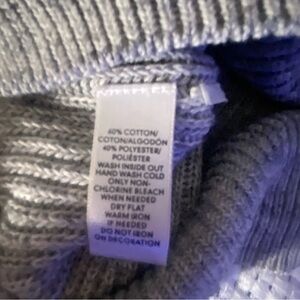 60% COTTON/
COTON/ALGODÓN
40% POLYESTER/
POLIÉSTER
WASH INSIDE OUT
HAND WASH COLD
ONLY NON-
CHLORINE BLEACH
WHEN NEEDED
DRY FLAT
WARM IRON
IF NEEDED
DO NOT IRON
ON DECORATION